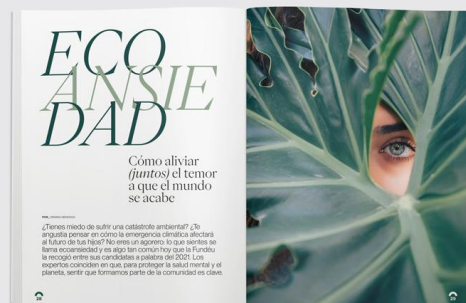 ECO
ANSIE
DAD
Cómo aliviar
(juntos) el temor
a que el mundo
se acabe
POR
¿Tienes miedo de sufrir una catástrofe ambiental? ¿Te
angustia pensar en cómo la emergencia climática afectará
al futuro de tus hijos? No eres un agorero: lo que sientes se
llama ecoansiedad y es algo tan común hoy que la Fundéu
la recogió entre sus candidatas a palabra del 2021. Los
expertos coinciden en que, para proteger la salud mental y el
planeta, sentir que formamos parte de la comunidad es clave.
28
29